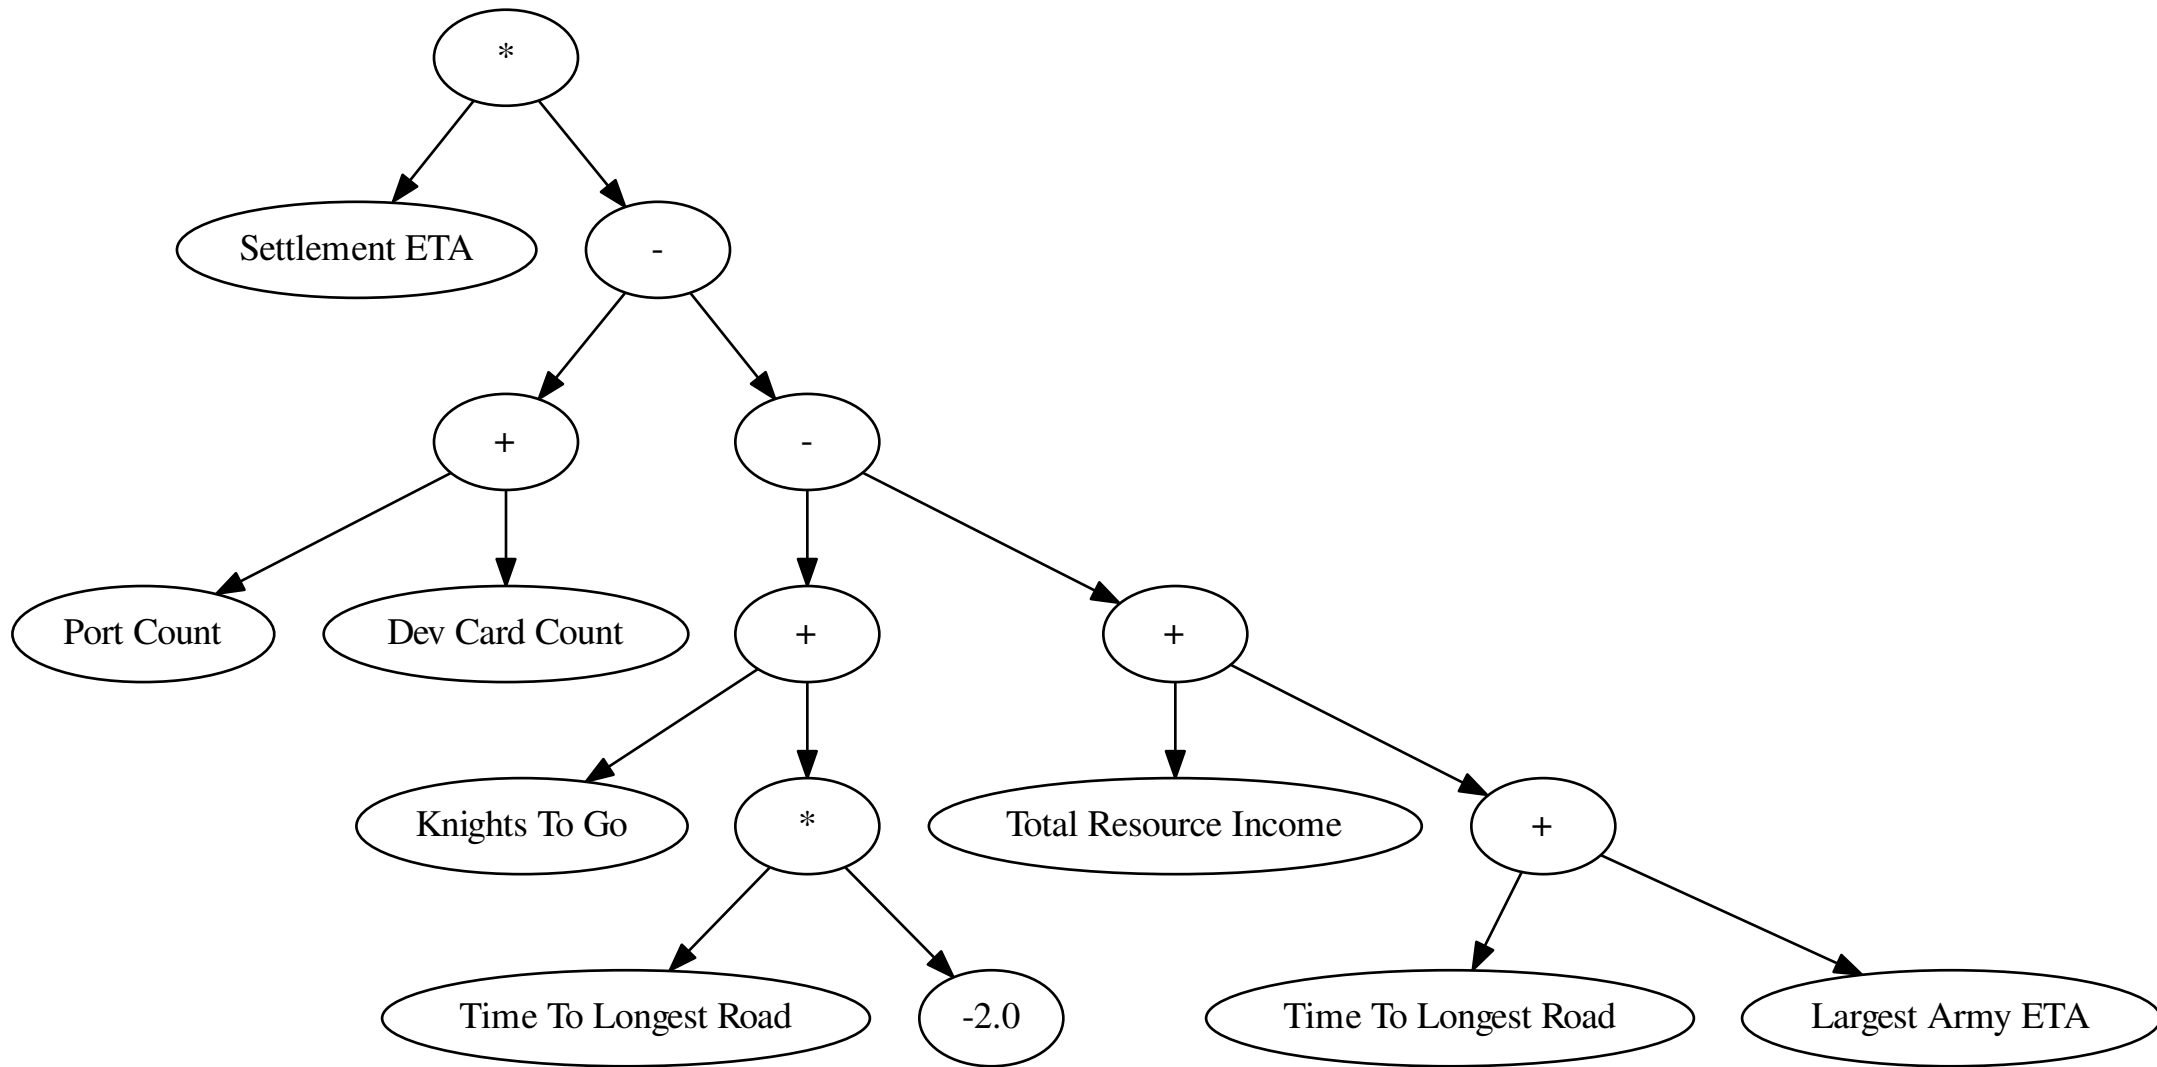 *
Settlement ETA
-
+
-
Port Count
Dev Card Count
+
+
Knights To Go
*
Total Resource Income
+
Time To Longest Road
-2.0
Time To Longest Road
Largest Army ETA